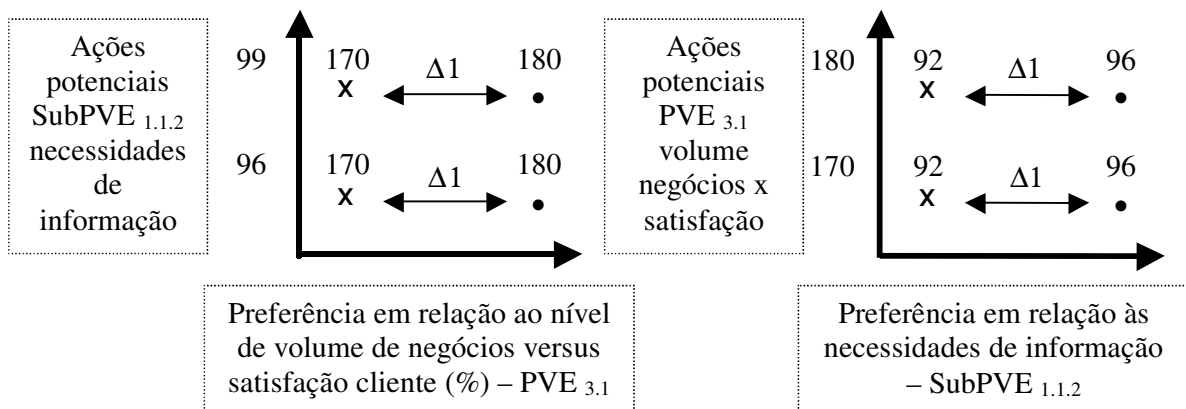 Ações
potenciais
SubPVE 1.1.2
necessidades
de
informação
99
170
180
x
Δ1
•
96
170
180
x
Δ1
•
Preferência em relação ao nível
de volume de negócios versus
satisfação cliente (%) – PVE 3.1
Ações
potenciais
PVE 3.1
volume
negócios x
satisfação
180
92
96
x
Δ1
•
170
92
96
x
Δ1
•
Preferência em relação às
necessidades de informação
– SubPVE 1.1.2